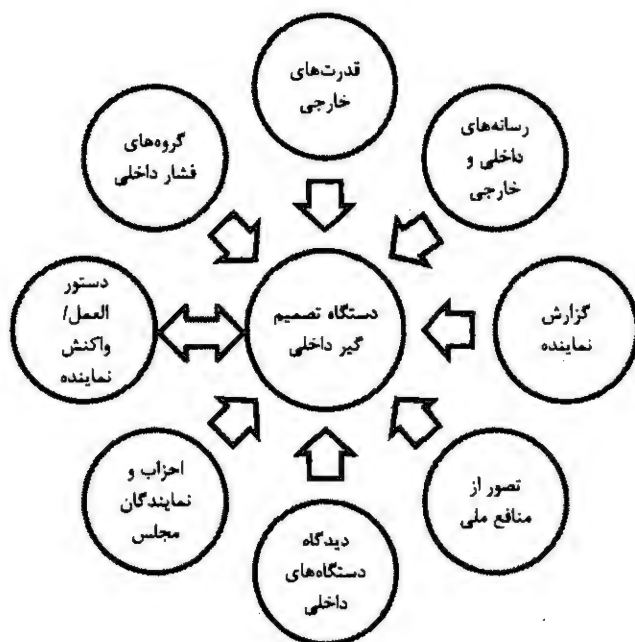 قدرت‌های
خارجی
رسانه‌های
داخلی و
خارجی
گزارش
نماینده
تصور از
منافع ملی
دیدگاه
دستگاه‌های
داخلی
احزاب و
نمایندگان
مجلس
دستور
العمل/
واکنش
نماینده
گروه‌های
فشار داخلی
دستگاه تصمیم
گیر داخلی